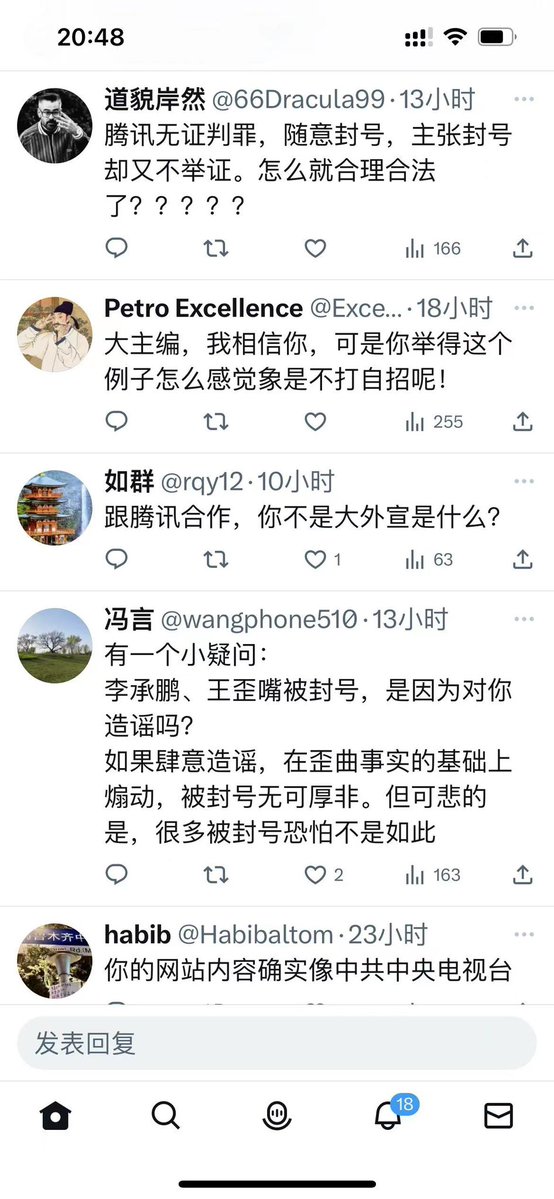 20:48
道貌岸然 @66Dracula99·13小时
腾讯无证判罪，随意封号，主张封号
却又不举证。怎么就合理合法
了？？？？？
166
Petro Excellence @Exce...·18小时
大主编，我相信你，可是你举得这个
例子怎么感觉象是不打自招呢！
255
如群 @rqy12·10小时
跟腾讯合作，你不是大外宣是什么？
1 63
冯言 @wangphone510·13小时
有一个小疑问：
李承鹏、王歪嘴被封号，是因为对你
造谣吗？
如果肆意造谣，在歪曲事实的基础上
煽动，被封号无可厚非。但可悲的
是，很多被封号恐怕不是如此
2 163
habib @Habibaltom·23小时
你的网站内容确实像中共中央电视台
发表回复
18